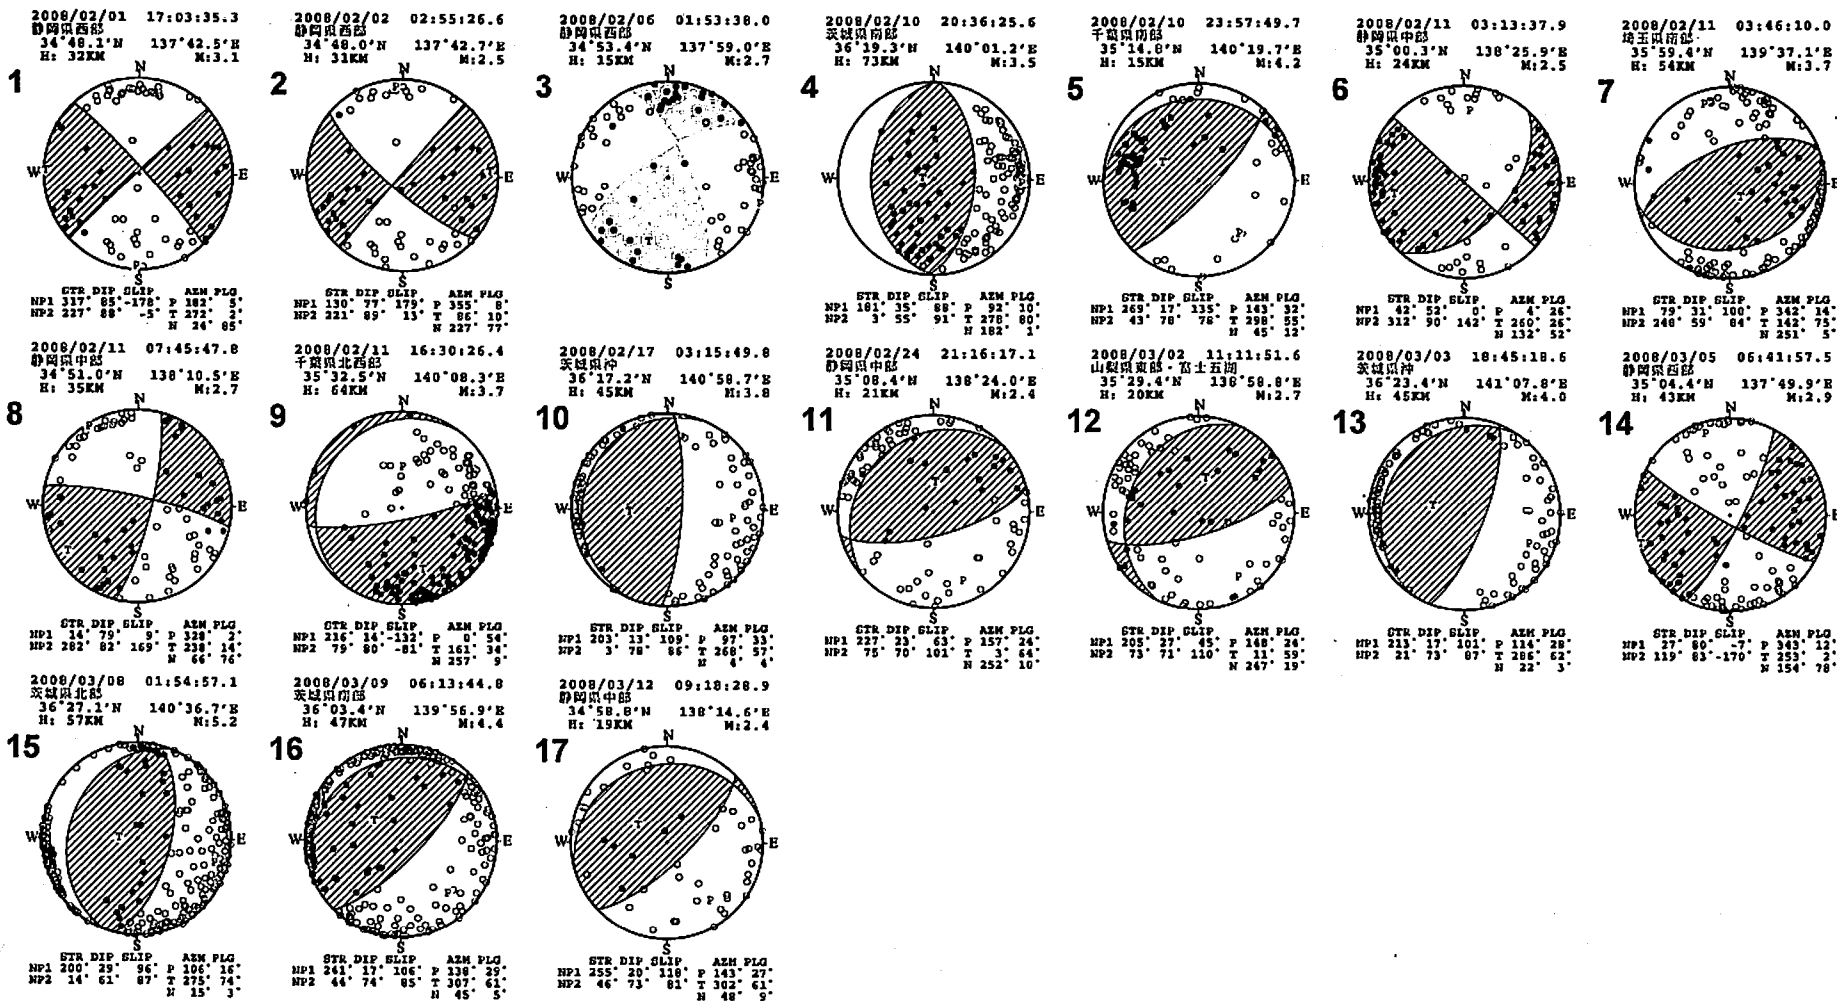 1
2008/02/01 17:03:35.3
静岡県西部
34°48.1'N 137°42.5'E
H: 32KM M:3.1
N
W
E
S
P
T
STR DIP SLIP AZM PLG
NP1 317° 85° -178° P 182° 5°
NP2 227° 88° -5° T 272° 2°
N 24° 85°
2
2008/02/02 02:55:26.6
静岡県西部
34°48.0'N 137°42.7'E
H: 31KM M:2.5
N
W
E
S
P
T
STR DIP SLIP AZM PLG
NP1 130° 77° 179° P 355° 8°
NP2 221° 89° 13° T 86° 10°
N 227° 77°
3
2008/02/06 01:53:38.0
静岡県西部
34°53.4'N 137°59.0'E
H: 15KM M:2.7
N
W
E
S
P
T
4
2008/02/10 20:36:25.6
茨城県南部
36°19.3'N 140°01.2'E
H: 73KM M:3.5
N
W
E
S
T
STR DIP SLIP AZM PLG
NP1 181° 35° 88° P 92° 10°
NP2 3° 55° 91° T 278° 80°
N 182° 1°
5
2008/02/10 23:57:49.7
千葉県南部
35°14.8'N 140°19.7'E
H: 15KM M:4.2
N
W
E
S
P
T
STR DIP SLIP AZM PLG
NP1 269° 17° 135° P 143° 32°
NP2 43° 78° 78° T 298° 55°
N 45° 12°
6
2008/02/11 03:13:37.9
静岡県中部
35°00.3'N 138°25.9'E
H: 24KM M:2.5
N
W
E
S
P
T
STR DIP SLIP AZM PLG
NP1 42° 52° 0° P 4° 26°
NP2 312° 90° 142° T 260° 26°
N 132° 52°
7
2008/02/11 03:46:10.0
埼玉県南部
35°59.4'N 139°37.1'E
H: 54KM M:3.7
N
W
E
S
P
T
STR DIP SLIP AZM PLG
NP1 79° 31° 100° P 342° 14°
NP2 248° 59° 84° T 142° 75°
N 251° 5°
8
2008/02/11 07:45:47.8
静岡県中部
34°51.0'N 138°10.5'E
H: 35KM M:2.7
N
W
E
S
P
T
STR DIP SLIP AZM PLG
NP1 14° 79° 9° P 328° 2°
NP2 282° 82° 169° T 238° 14°
N 66° 76°
9
2008/02/11 16:30:26.4
千葉県北西部
35°32.5'N 140°08.3'E
H: 64KM M:3.7
N
W
E
S
P
T
STR DIP SLIP AZM PLG
NP1 216° 14° -132° P 0° 54°
NP2 79° 80° -81° T 161° 34°
N 257° 9°
10
2008/02/17 03:15:49.8
茨城県沖
36°17.2'N 140°58.7'E
H: 45KM M:3.8
N
W
E
S
P
T
STR DIP SLIP AZM PLG
NP1 203° 13° 109° P 97° 33°
NP2 3° 78° 86° T 268° 57°
N 4° 4°
11
2008/02/24 21:16:17.1
静岡県中部
35°08.4'N 138°24.0'E
H: 21KM M:2.4
N
W
E
S
P
T
STR DIP SLIP AZM PLG
NP1 227° 23° 63° P 157° 24°
NP2 75° 70° 101° T 3° 64°
N 252° 10°
12
2008/03/02 11:11:51.6
山梨県東部・富士五湖
35°29.4'N 138°58.8'E
H: 20KM M:2.7
N
W
E
S
P
T
STR DIP SLIP AZM PLG
NP1 205° 27° 45° P 148° 24°
NP2 73° 71° 110° T 11° 59°
N 247° 19°
13
2008/03/03 18:45:18.6
茨城県沖
36°23.4'N 141°07.8'E
H: 45KM M:4.0
N
W
E
S
P
T
STR DIP SLIP AZM PLG
NP1 213° 17° 101° P 114° 28°
NP2 21° 73° 87° T 286° 62°
N 22° 3°
14
2008/03/05 06:41:57.5
静岡県西部
35°04.4'N 137°49.9'E
H: 43KM M:2.9
N
W
E
S
P
T
STR DIP SLIP AZM PLG
NP1 27° 80° -7° P 343° 12°
NP2 119° 83° -170° T 253° 2°
N 154° 78°
15
2008/03/08 01:54:57.1
茨城県北部
36°27.1'N 140°36.7'E
H: 57KM M:5.2
N
W
E
S
P
T
STR DIP SLIP AZM PLG
NP1 200° 29° 96° P 106° 16°
NP2 14° 61° 87° T 275° 74°
N 15° 3°
16
2008/03/09 06:13:44.8
茨城県南部
36°03.4'N 139°56.9'E
H: 47KM M:4.4
N
W
E
S
P
T
STR DIP SLIP AZM PLG
NP1 241° 17° 106° P 138° 29°
NP2 44° 74° 85° T 307° 61°
N 45° 5°
17
2008/03/12 09:18:28.9
静岡県中部
34°58.8'N 138°14.6'E
H: 19KM M:2.4
N
W
E
S
P
T
STR DIP SLIP AZM PLG
NP1 255° 20° 118° P 143° 27°
NP2 46° 73° 81° T 302° 61°
N 48° 9°